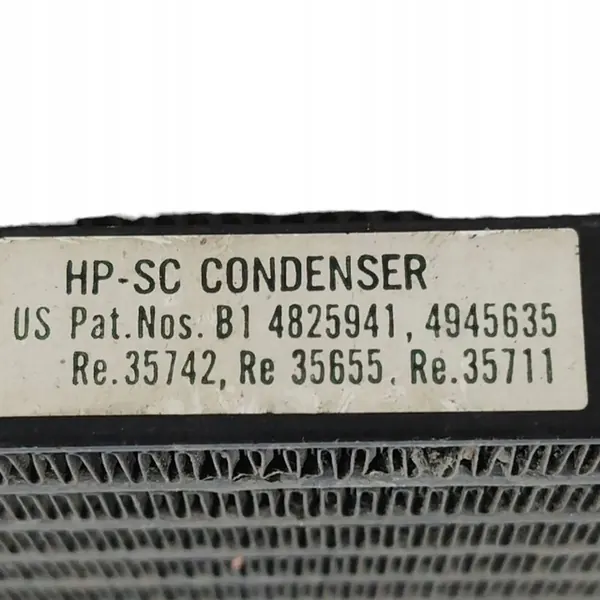 HP-SC CONDENSER
US Pat.Nos. B1 4825941, 4945635
Re.35742, Re 35655. Re.35711